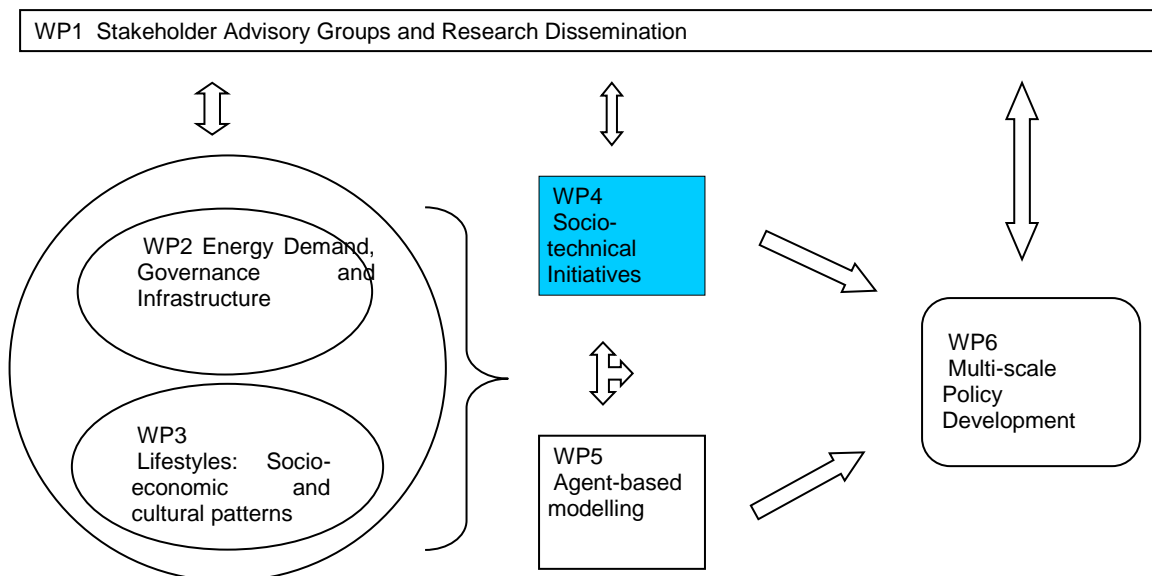 WP1 Stakeholder Advisory Groups and Research Dissemination
WP2 Energy Demand,
Governance and
Infrastructure
WP3
Lifestyles: Socio-
economic and
cultural patterns
WP4
Socio-
technical
Initiatives
WP5
Agent-based
modelling
WP6
Multi-scale
Policy
Development